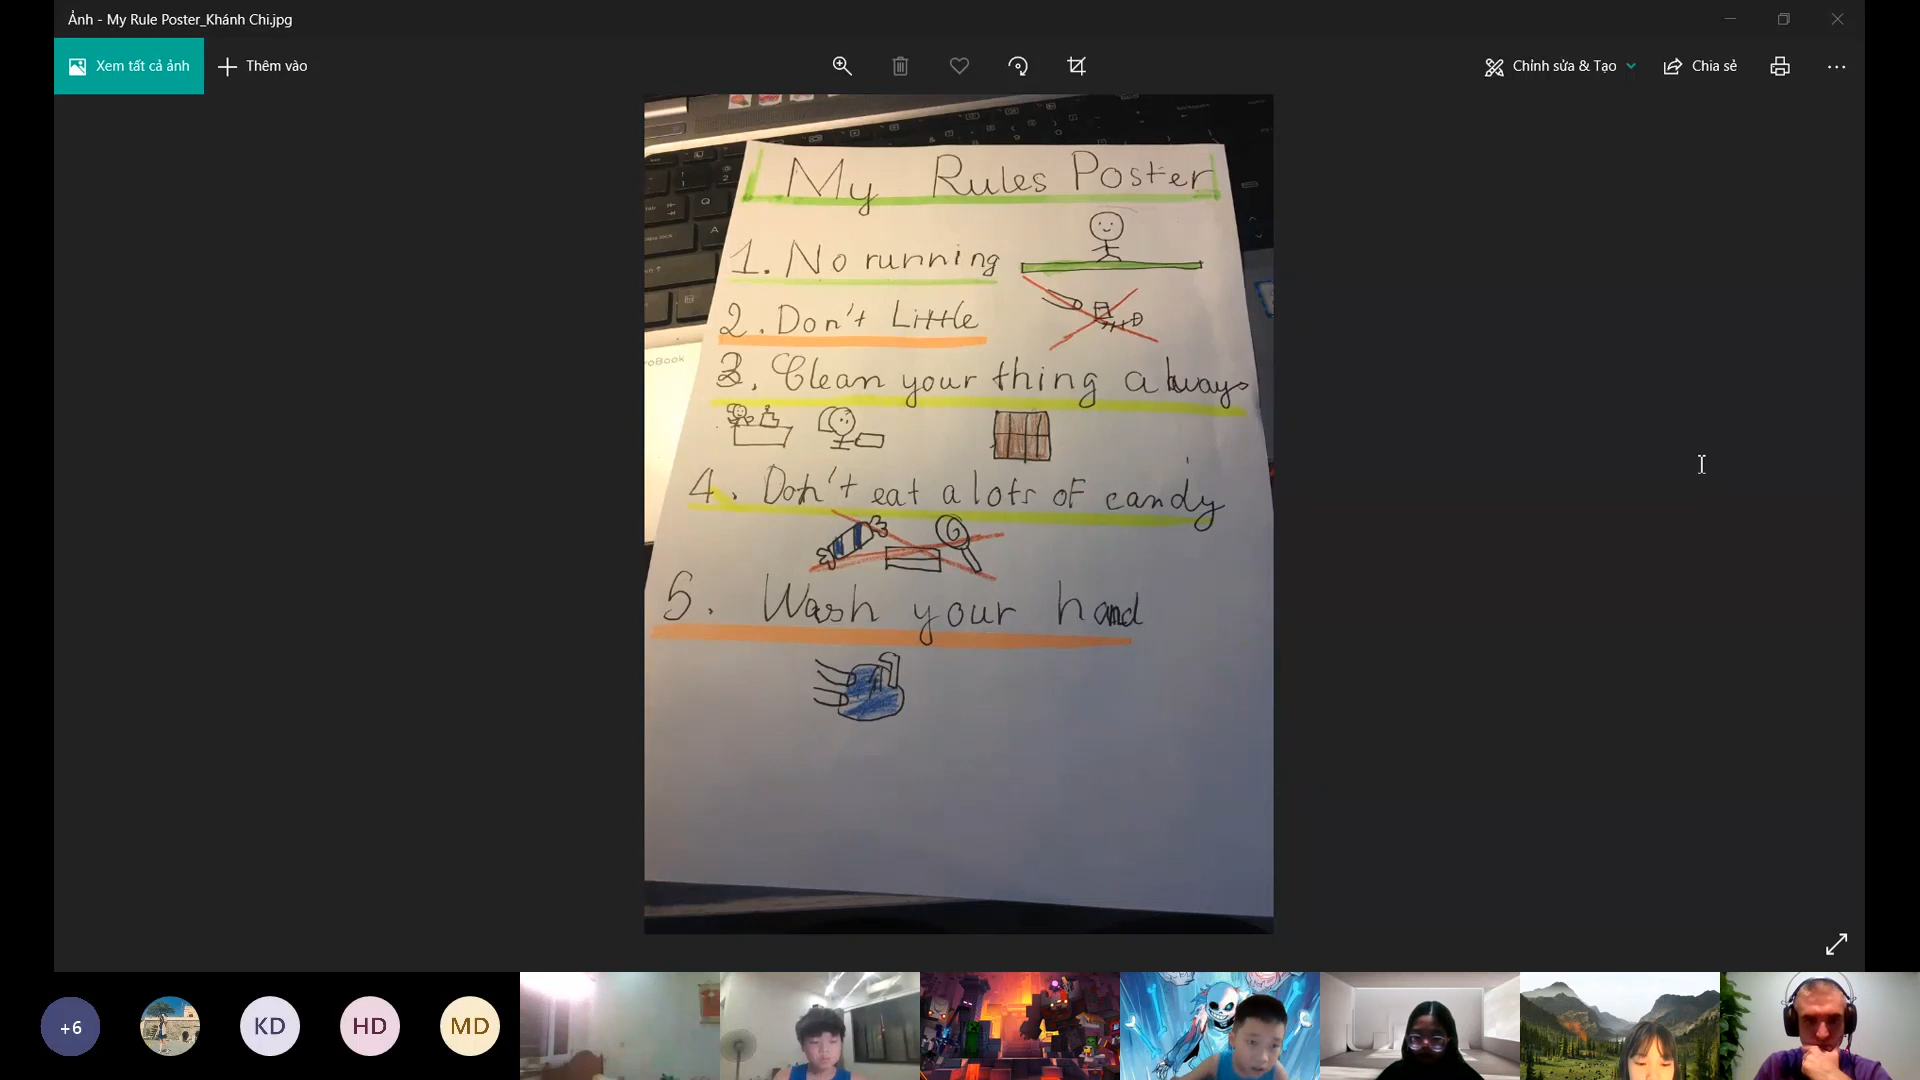 Ảnh - My Rule Poster_Khánh Chi.jpg
Xem tất cả ảnh
Thêm vào
Chỉnh sửa & Tạo
Chia sẻ
My Rules Poster
1. No running
2. Don't Little
3. Clean your thing always
4. Don't eat a lots of candy
5. Wash your hand
+6
KD
HD
MD